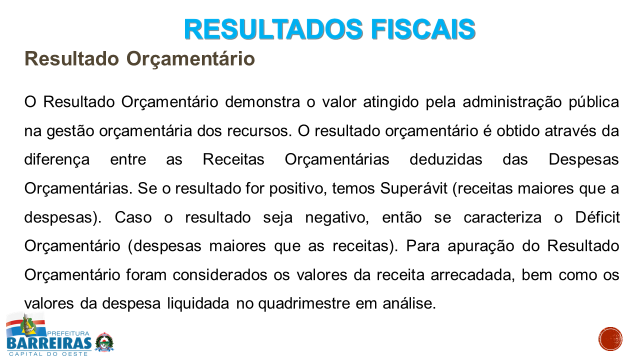 RESULTADOS FISCAIS
Resultado Orçamentário
O Resultado Orçamentário demonstra o valor atingido pela administração pública
na gestão orçamentária dos recursos. O resultado orçamentário é obtido através da
diferença entre as Receitas Orçamentárias deduzidas das Despesas
Orçamentárias. Se o resultado for positivo, temos Superávit (receitas maiores que a
despesas). Caso o resultado seja negativo, então se caracteriza o Déficit
Orçamentário (despesas maiores que as receitas). Para apuração do Resultado
Orçamentário foram considerados os valores da receita arrecadada, bem como os
valores da despesa liquidada no quadrimestre em análise.
PREFEITURA
BARREIRAS
CAPITAL DO OESTE